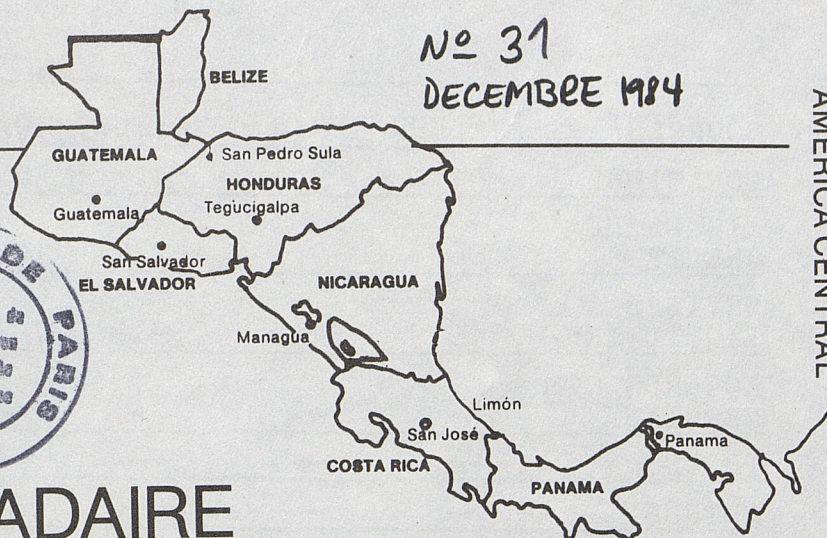 Nº 31
DECEMBRE 1984
BELIZE
GUATEMALA
San Pedro Sula
HONDURAS
Guatemala
Tegucigalpa
San Salvador
EL SALVADOR
NICARAGUA
Managua
Limón
San José
Panama
COSTA RICA
PANAMA
AMERICA CENTRAL
DE PARIS
ADAIRE